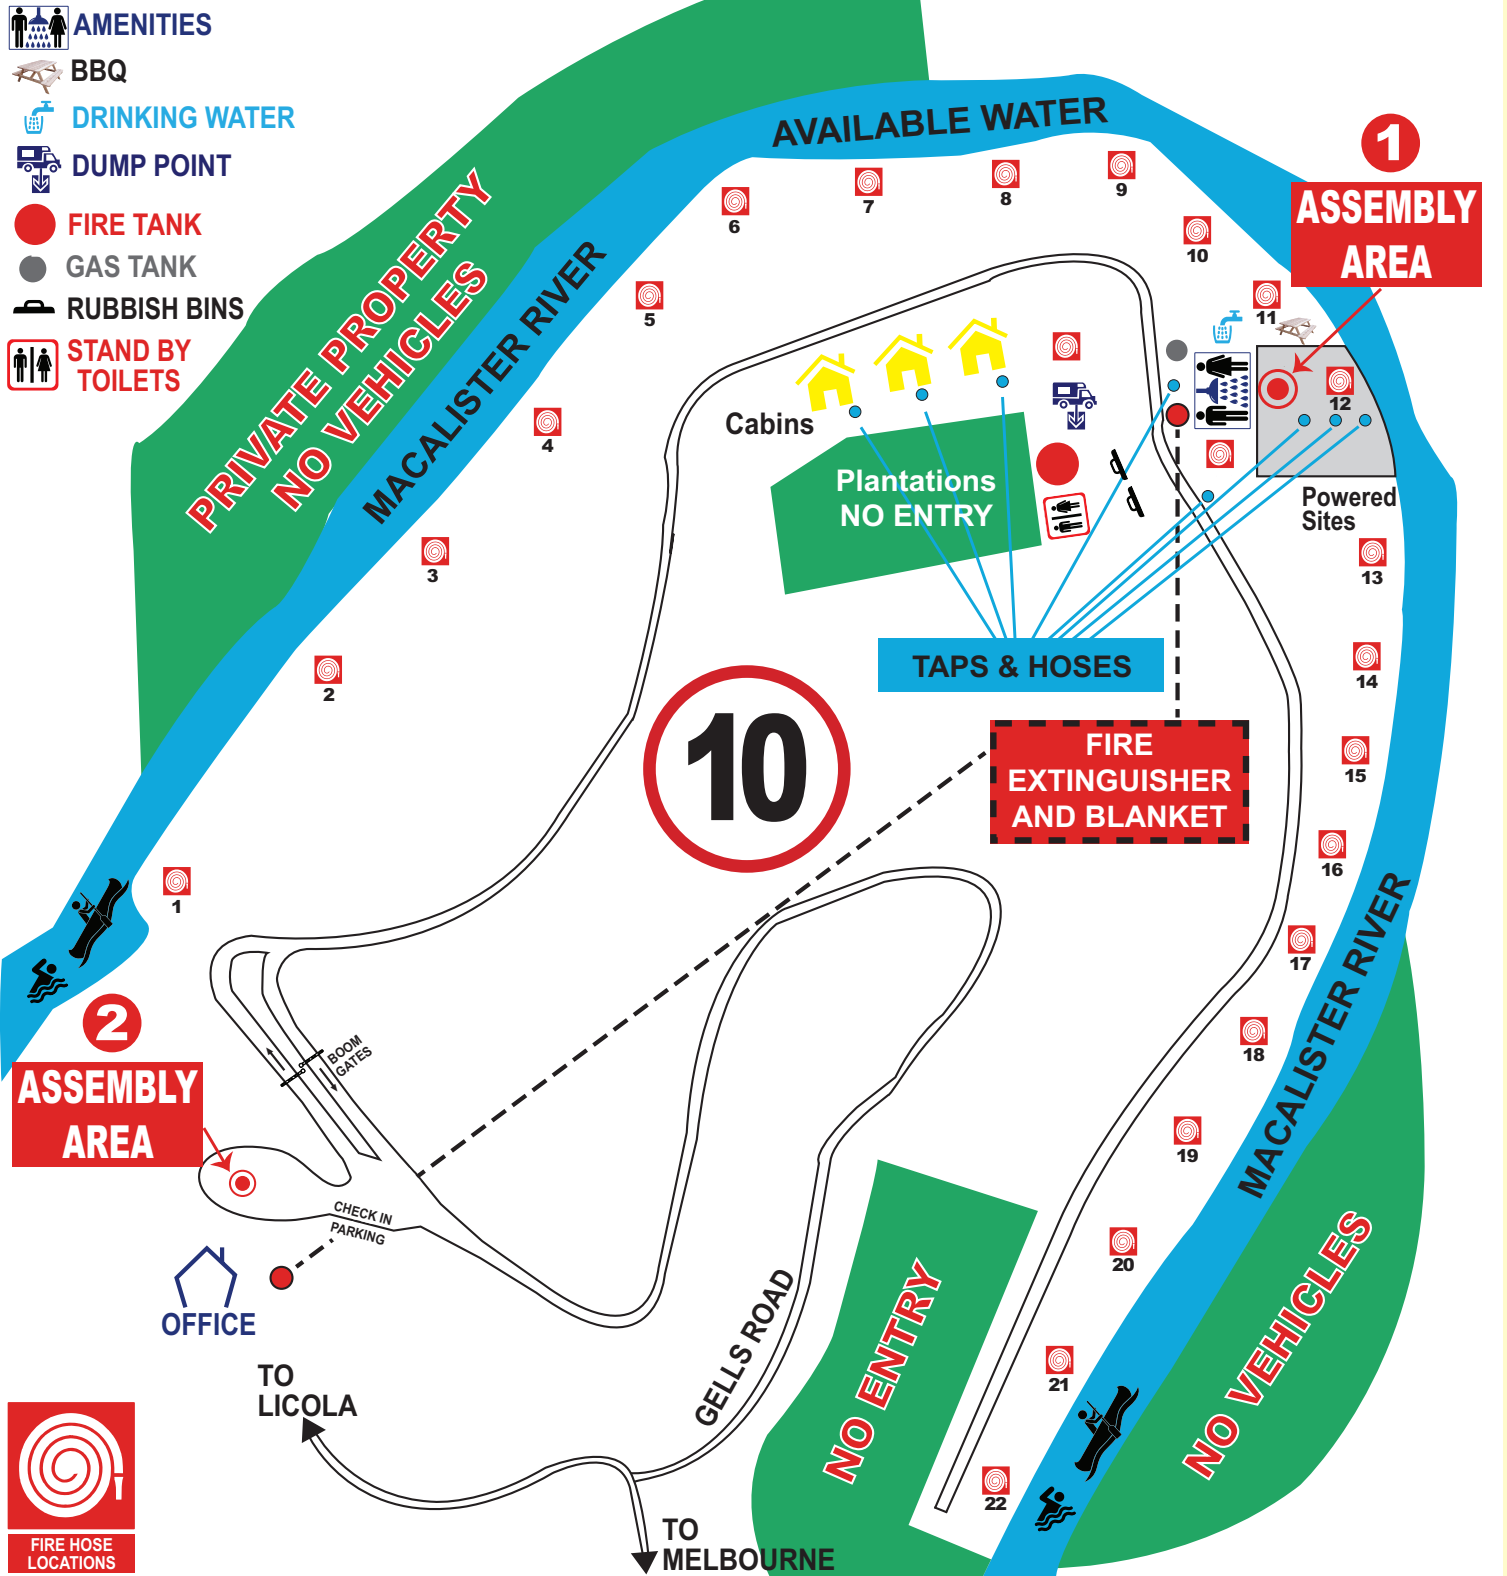 AMENITIES
BBQ
DRINKING WATER
DUMP POINT
FIRE TANK
GAS TANK
RUBBISH BINS
STAND BY
TOILETS
PRIVATE PROPERTY
NO VEHICLES
MACALISTER RIVER
AVAILABLE WATER
1
ASSEMBLY
AREA
6
7
8
9
10
11
12
5
4
3
2
1
Cabins
Plantations
NO ENTRY
Powered
Sites
13
14
15
16
17
18
19
20
21
22
TAPS & HOSES
10
FIRE
EXTINGUISHER
AND BLANKET
MACALISTER RIVER
2
ASSEMBLY
AREA
BOOM
GATES
CHECK IN
PARKING
OFFICE
TO
LICOLA
GELLS ROAD
NO ENTRY
NO VEHICLES
TO
MELBOURNE
FIRE HOSE
LOCATIONS